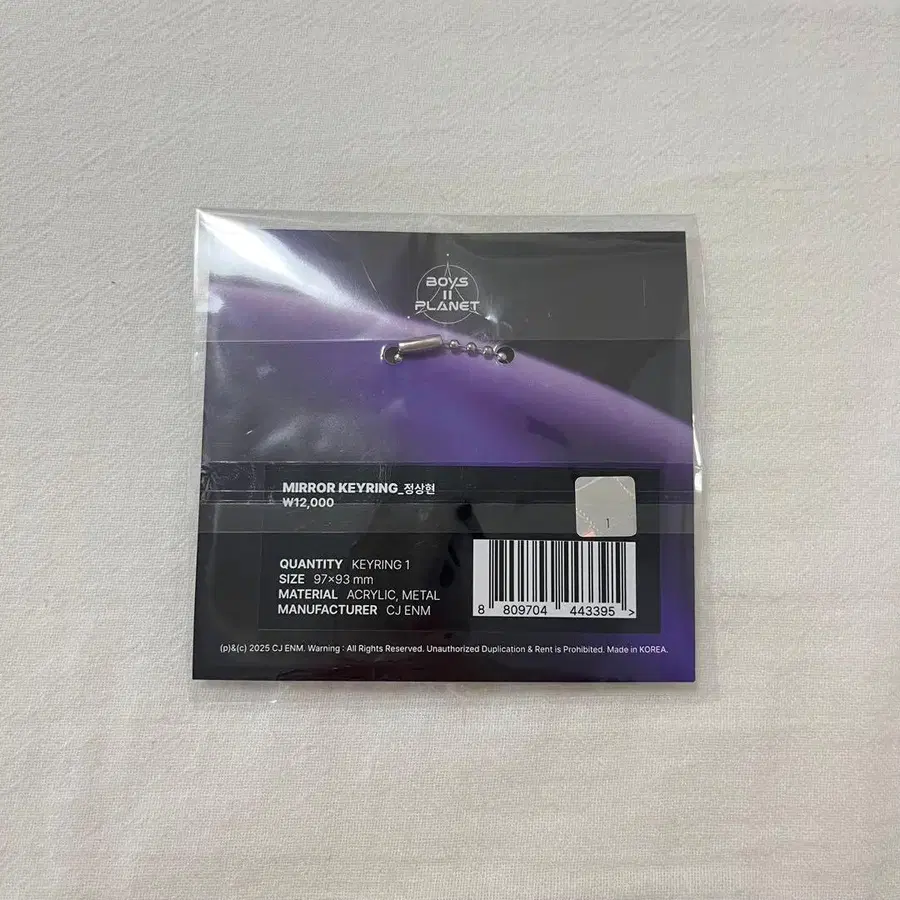 BOYS
II
PLANET
MIRROR KEYRING_정상현
₩12,000
1
QUANTITY KEYRING 1
SIZE 97×93 mm
MATERIAL ACRYLIC, METAL
MANUFACTURER CJ ENM
8 809704 443395 >
(p)&(c) 2025 CJ ENM. Warning : All Rights Reserved. Unauthorized Duplication & Rent is Prohibited. Made in KOREA.